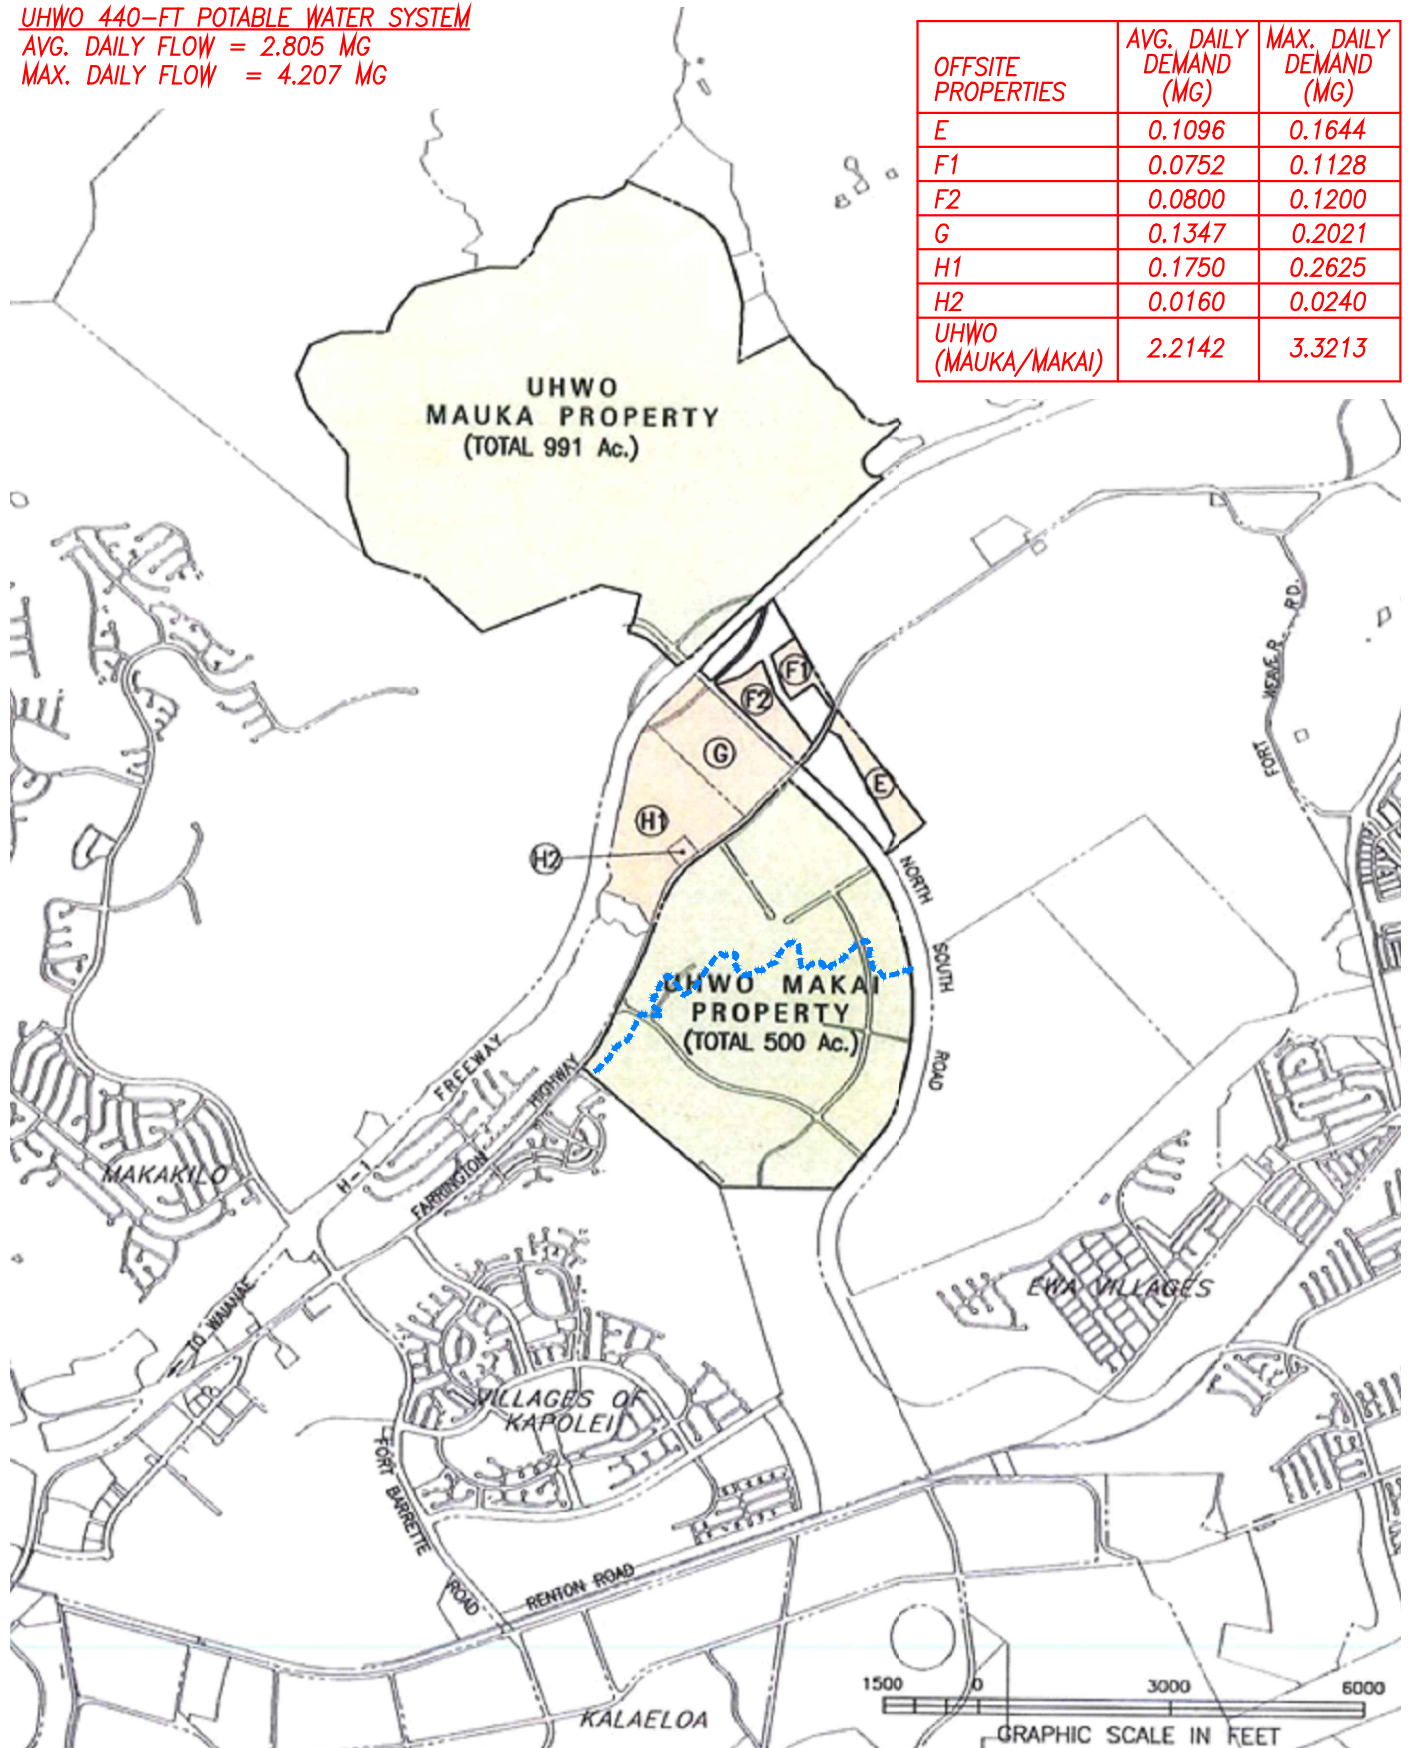 UHWO 440-FT POTABLE WATER SYSTEM
AVG. DAILY FLOW = 2.805 MG
MAX. DAILY FLOW = 4.207 MG
OFFSITE PROPERTIES AVG. DAILY DEMAND (MG) MAX. DAILY DEMAND (MG)
E 0.1096 0.1644
F1 0.0752 0.1128
F2 0.0800 0.1200
G 0.1347 0.2021
H1 0.1750 0.2625
H2 0.0160 0.0240
UHWO (MAUKA/MAKAI) 2.2142 3.3213
UHWO
MAUKA PROPERTY
(TOTAL 991 Ac.)
FORT WEAVER RD.
F1
F2
G
E
H1
H2
NORTH SOUTH ROAD
UHWO MAKAI
PROPERTY
(TOTAL 500 Ac.)
H-1 FREEWAY
FARRINGTON HIGHWAY
MAKAKILO
← TO WAIANAE
EWA VILLAGES
VILLAGES OF
KAPOLEI
FORT BARRETTE ROAD
RENTON ROAD
KALAELOA
1500 0 3000 6000
GRAPHIC SCALE IN FEET